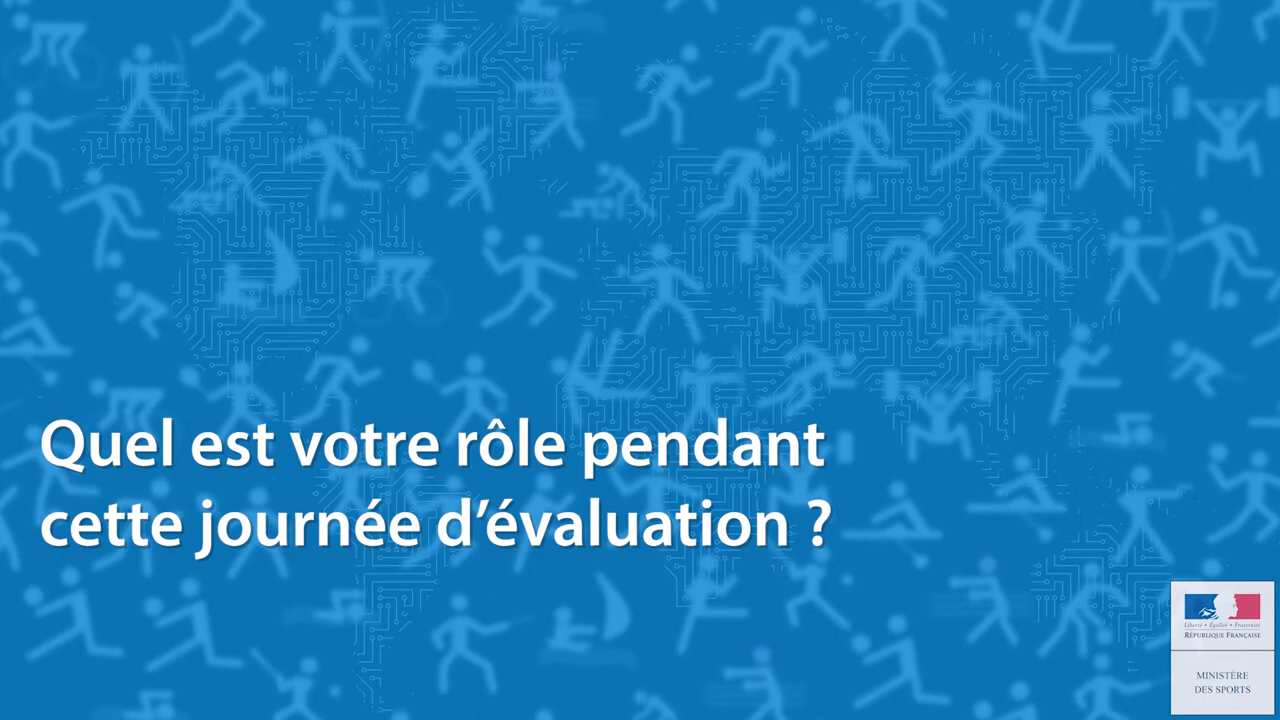 Quel est votre rôle pendant
cette journée d’évaluation ?
Liberté • Égalité • Fraternité
RÉPUBLIQUE FRANÇAISE
MINISTÈRE
DES SPORTS